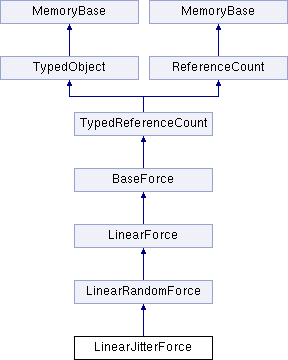 MemoryBase
MemoryBase
TypedObject
ReferenceCount
TypedReferenceCount
BaseForce
LinearForce
LinearRandomForce
LinearJitterForce